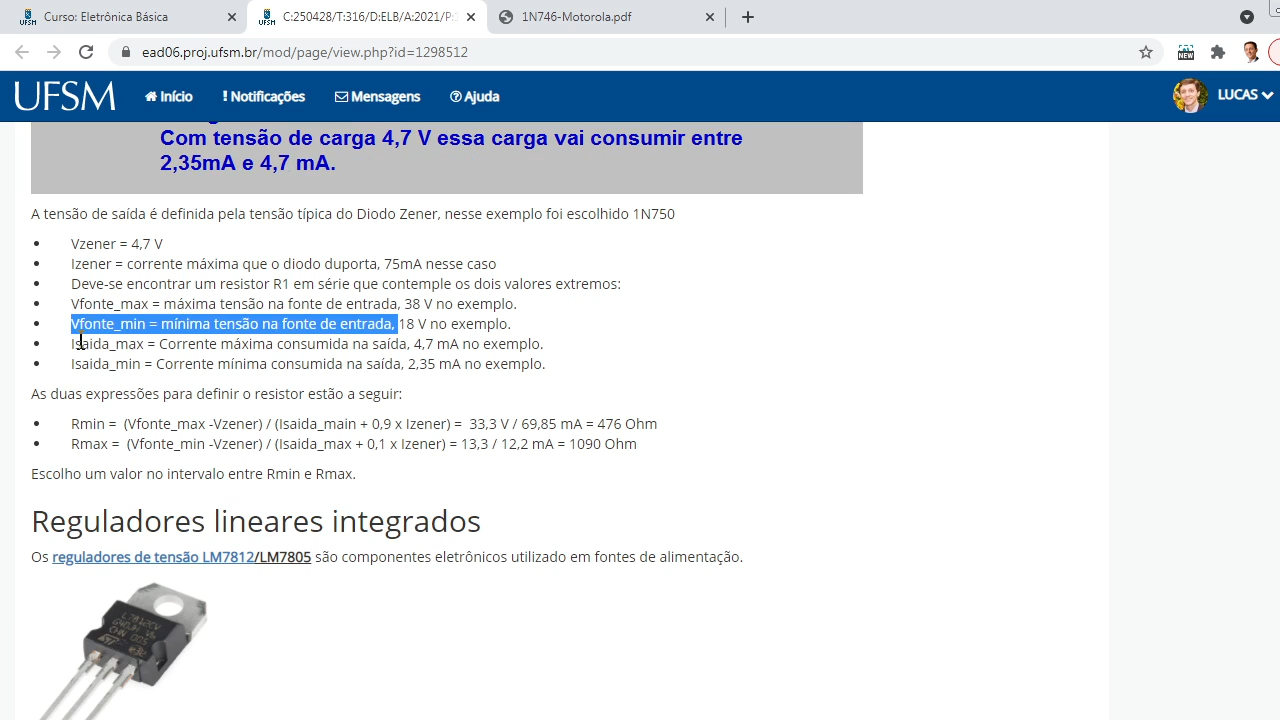 Curso: Eletrônica Básica
C:250428/T:316/D:ELB/A:2021/P:
1N746-Motorola.pdf
ead06.proj.ufsm.br/mod/page/view.php?id=1298512
NEW
UFSM Início Notificações Mensagens Ajuda LUCAS
Com tensão de carga 4,7 V essa carga vai consumir entre
2,35mA e 4,7 mA.
A tensão de saída é definida pela tensão típica do Diodo Zener, nesse exemplo foi escolhido 1N750
• Vzener = 4,7 V
• Izener = corrente máxima que o diodo duporta, 75mA nesse caso
• Deve-se encontrar um resistor R1 em série que contemple os dois valores extremos:
• Vfonte_max = máxima tensão na fonte de entrada, 38 V no exemplo.
• Vfonte_min = mínima tensão na fonte de entrada, 18 V no exemplo.
• Isaida_max = Corrente máxima consumida na saída, 4,7 mA no exemplo.
• Isaida_min = Corrente mínima consumida na saída, 2,35 mA no exemplo.
As duas expressões para definir o resistor estão a seguir:
• Rmin = (Vfonte_max -Vzener) / (Isaida_main + 0,9 x Izener) = 33,3 V / 69,85 mA = 476 Ohm
• Rmax = (Vfonte_min -Vzener) / (Isaida_max + 0,1 x Izener) = 13,3 / 12,2 mA = 1090 Ohm
Escolho um valor no intervalo entre Rmin e Rmax.
Reguladores lineares integrados
Os reguladores de tensão LM7812/LM7805 são componentes eletrônicos utilizado em fontes de alimentação.
L7812CV